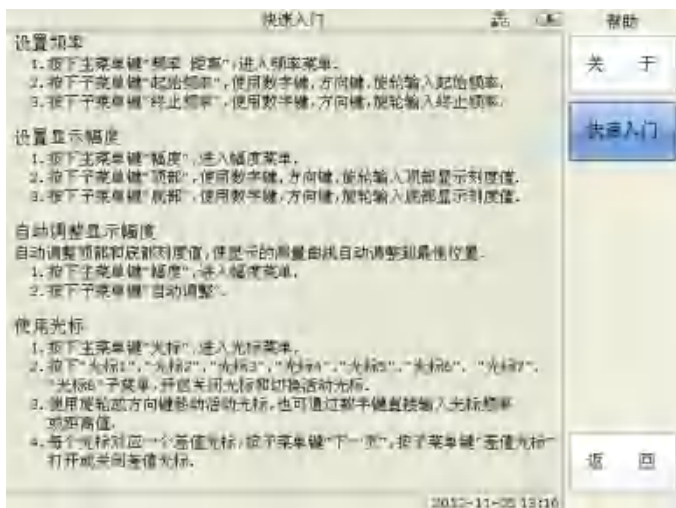 快速入门
帮助
设置频率
1.按下主菜单键"频率 距离",进入频率菜单.
2.按下子菜单键"起始频率",使用数字键,方向键,旋轮输入起始频率.
3.按下子菜单键"终止频率",使用数字键,方向键,旋轮输入终止频率.
设置显示幅度
1.按下主菜单键"幅度",进入幅度菜单.
2.按下子菜单键"顶部",使用数字键,方向键,旋轮输入顶部显示刻度值.
3.按下子菜单键"底部",使用数字键,方向键,旋轮输入底部显示刻度值.
自动调整显示幅度
自动调整顶部和底部刻度值,使显示的测量曲线自动调整到最佳位置.
1.按下主菜单键"幅度",进入幅度菜单.
2.按下子菜单键"自动调整".
使用光标
1.按下主菜单键"光标",进入光标菜单.
2.按下"光标1","光标2","光标3","光标4","光标5","光标6", "光标7",
"光标8"子菜单,开启关闭光标和切换活动光标.
3.使用旋轮或方向键移动活动光标,也可通过数字键直接输入光标频率
或距离值.
4.每个光标对应一个差值光标,按子菜单键"下一页",按子菜单键"差值光标"
打开或关闭差值光标.
关 于
快速入门
返 回
13:16